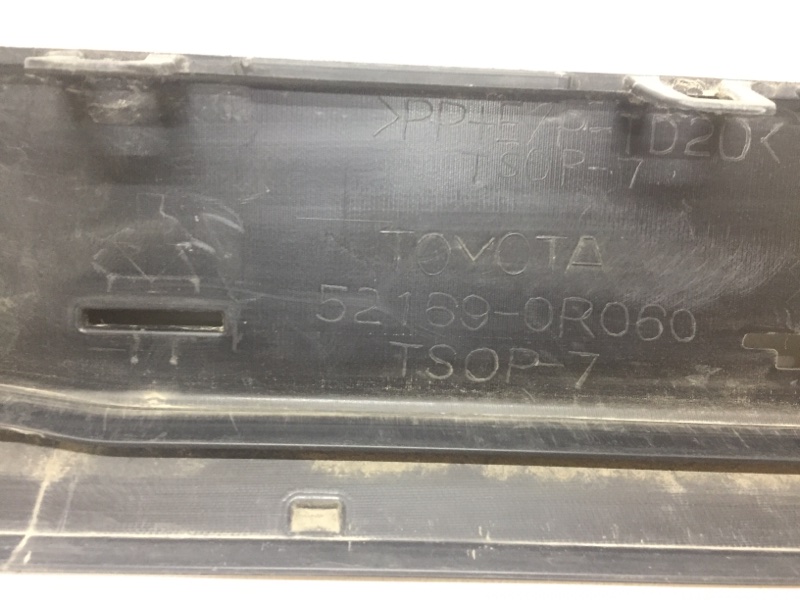 >PP+E/P-TD20<
TSOP-7
TOYOTA
52169-0R060
TSOP-7